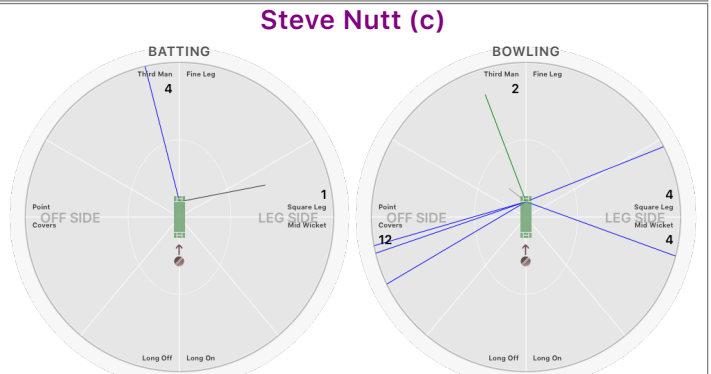 Steve Nutt (c)
BATTING
Third Man
Fine Leg
4
1
Point
Square Leg
OFF SIDE
LEG SIDE
Covers
Mid Wicket
Long Off
Long On
BOWLING
Third Man
Fine Leg
2
4
Point
Square Leg
OFF SIDE
LEG SIDE
Covers
Mid Wicket
12
4
Long Off
Long On